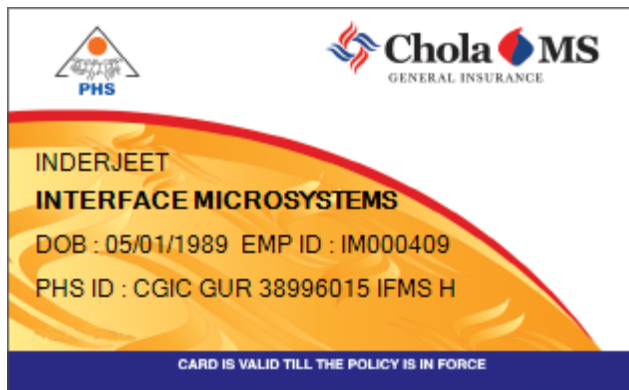 PHS
Chola MS
GENERAL INSURANCE
INDERJEET
INTERFACE MICROSYSTEMS
DOB : 05/01/1989 EMP ID : IM000409
PHS ID : CGIC GUR 38996015 IFMS H
CARD IS VALID TILL THE POLICY IS IN FORCE